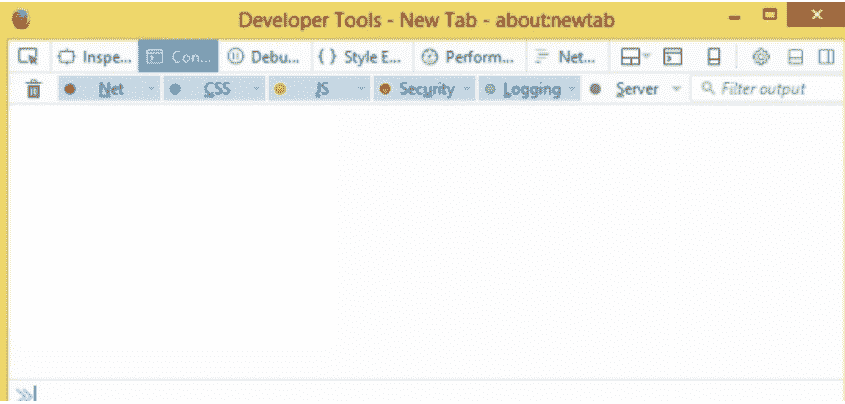 Developer Tools - New Tab - about:newtab
Inspe... Con... Debu... { } Style E... Perform... Net...
Net CSS JS Security Logging Server Filter output
»